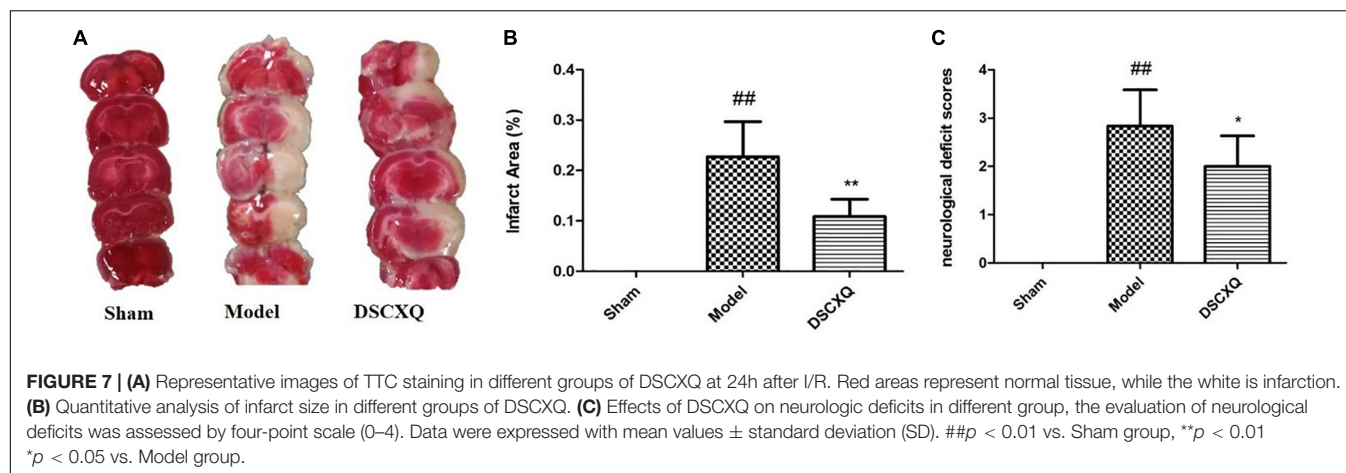 A
Sham
Model
DSCXQ
B
Infarct Area (%)
0.4
0.3
0.2
0.1
0.0
##
**
Sham
Model
DSCXQ
C
neurological deficit scores
4
3
2
1
0
##
*
Sham
Model
DSCXQ
FIGURE 7 | (A) Representative images of TTC staining in different groups of DSCXQ at 24h after I/R. Red areas represent normal tissue, while the white is infarction.
(B) Quantitative analysis of infarct size in different groups of DSCXQ. (C) Effects of DSCXQ on neurologic deficits in different group, the evaluation of neurological
deficits was assessed by four-point scale (0–4). Data were expressed with mean values ± standard deviation (SD). ##p < 0.01 vs. Sham group, **p < 0.01
*p < 0.05 vs. Model group.